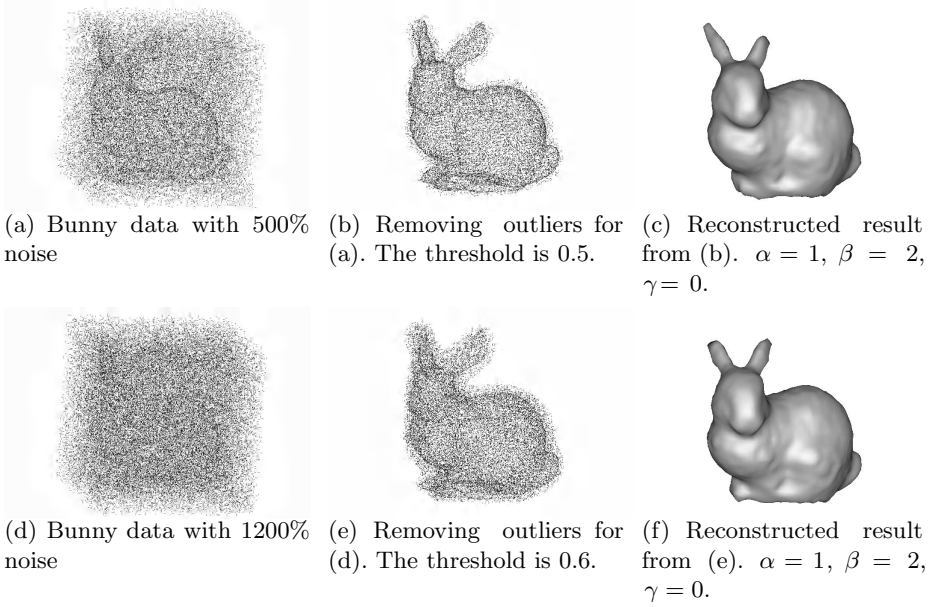 (a) Bunny data with 500%
noise
(b) Removing outliers for
(a). The threshold is 0.5.
(c) Reconstructed result
from (b). α = 1, β = 2,
γ = 0.
(d) Bunny data with 1200%
noise
(e) Removing outliers for
(d). The threshold is 0.6.
(f) Reconstructed result
from (e). α = 1, β = 2,
γ = 0.